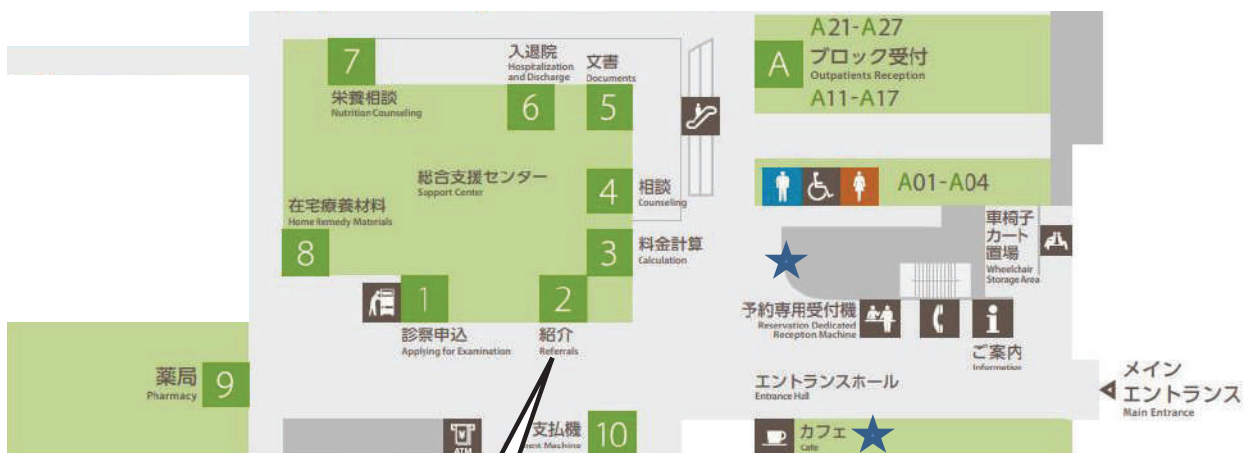 7
栄養相談
Nutrition Counseling
入退院
Hospitalization
and Discharge
6
文書
Documents
5
総合支援センター
Support Center
4
相談
Counseling
在宅療養材料
Home Remedy Materials
8
3
料金計算
Calculation
1
診察申込
Applying for Examination
2
紹介
Referrals
薬局
Pharmacy
9
ATM
支払機
Machine
10
A
A21-A27
ブロック受付
Outpatients Reception
A11-A17
A01-A04
車椅子
カート
置場
Wheelchair
Storage Area
予約専用受付機
Reservation Dedicated
Recepton Machine
i
ご案内
Information
エントランスホール
Entrance Hall
メイン
エントランス
Main Entrance
カフェ
Cafe